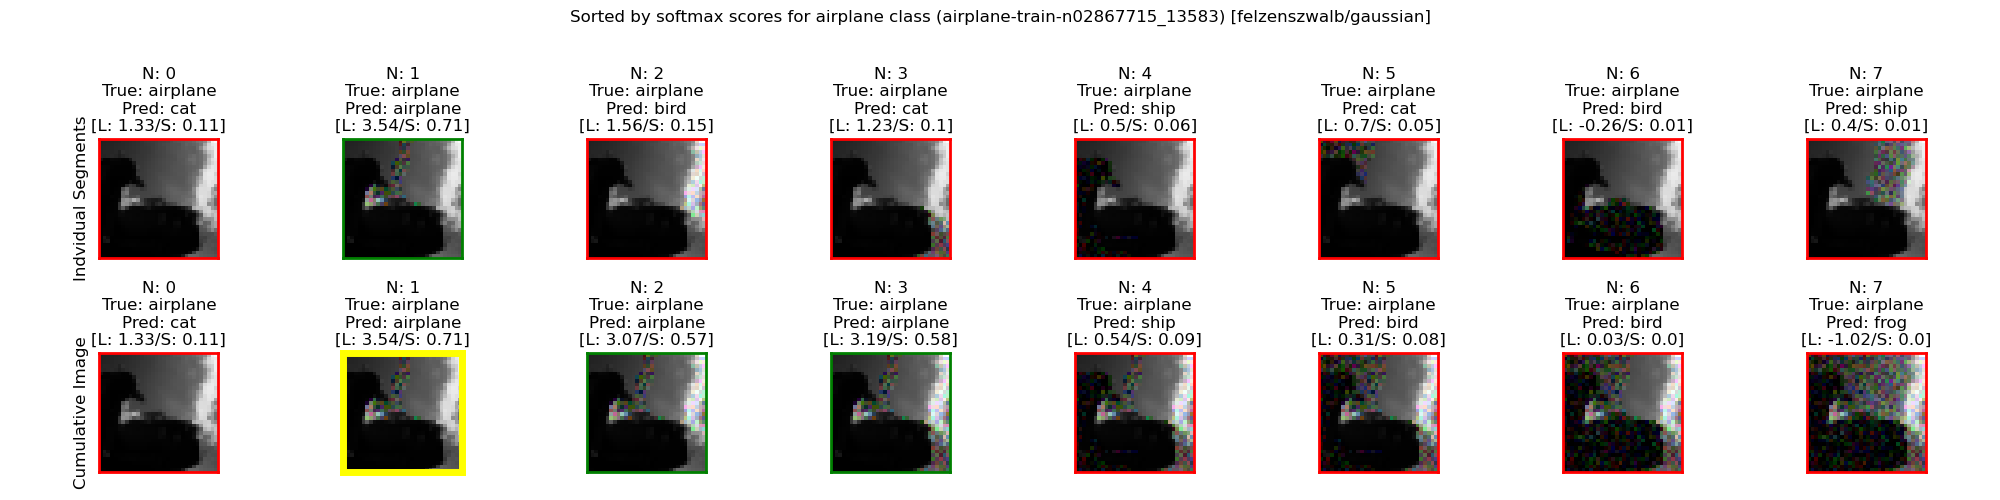 Sorted by softmax scores for airplane class (airplane-train-n02867715_13583) [felzenszwalb/gaussian]
Individual Segments
N: 0
True: airplane
Pred: cat
[L: 1.33/S: 0.11]
N: 1
True: airplane
Pred: airplane
[L: 3.54/S: 0.71]
N: 2
True: airplane
Pred: bird
[L: 1.56/S: 0.15]
N: 3
True: airplane
Pred: cat
[L: 1.23/S: 0.1]
N: 4
True: airplane
Pred: ship
[L: 0.5/S: 0.06]
N: 5
True: airplane
Pred: cat
[L: 0.7/S: 0.05]
N: 6
True: airplane
Pred: bird
[L: -0.26/S: 0.01]
N: 7
True: airplane
Pred: ship
[L: 0.4/S: 0.01]
Cumulative Image
N: 0
True: airplane
Pred: cat
[L: 1.33/S: 0.11]
N: 1
True: airplane
Pred: airplane
[L: 3.54/S: 0.71]
N: 2
True: airplane
Pred: airplane
[L: 3.07/S: 0.57]
N: 3
True: airplane
Pred: airplane
[L: 3.19/S: 0.58]
N: 4
True: airplane
Pred: ship
[L: 0.54/S: 0.09]
N: 5
True: airplane
Pred: bird
[L: 0.31/S: 0.08]
N: 6
True: airplane
Pred: bird
[L: 0.03/S: 0.0]
N: 7
True: airplane
Pred: frog
[L: -1.02/S: 0.0]